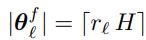 |θ_ℓ^f| = ⌈r_ℓ H⌉